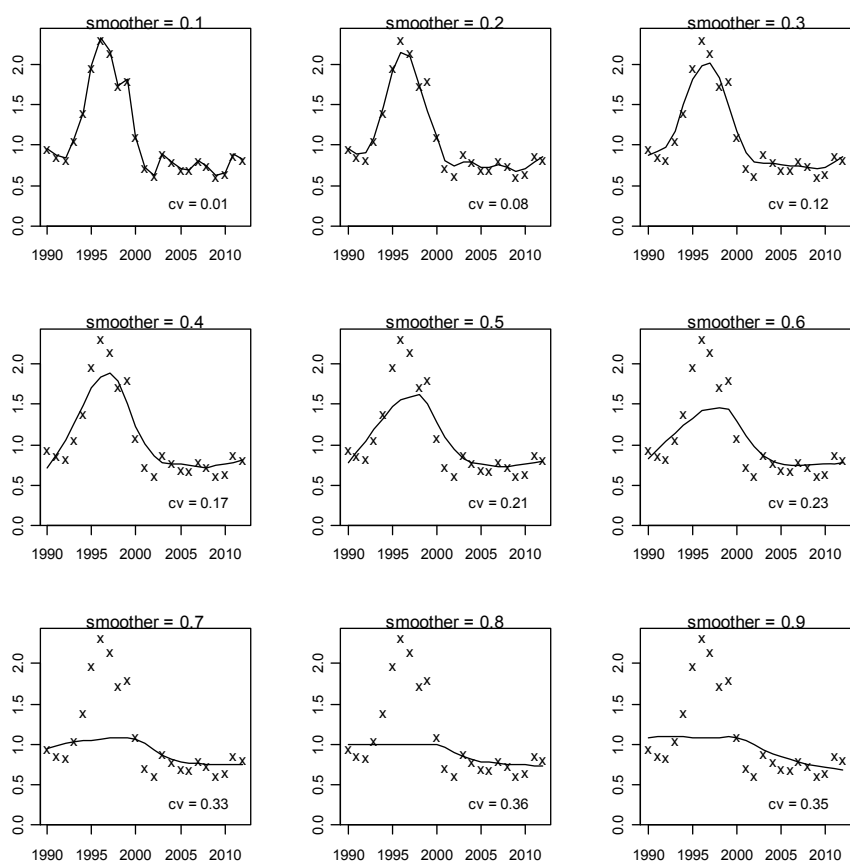 smoother = 0.1
smoother = 0.2
smoother = 0.3
0.0 0.5 1.0 1.5 2.0
cv = 0.01
0.0 0.5 1.0 1.5 2.0
cv = 0.08
0.0 0.5 1.0 1.5 2.0
cv = 0.12
1990 1995 2000 2005 2010
1990 1995 2000 2005 2010
1990 1995 2000 2005 2010
smoother = 0.4
smoother = 0.5
smoother = 0.6
0.0 0.5 1.0 1.5 2.0
cv = 0.17
0.0 0.5 1.0 1.5 2.0
cv = 0.21
0.0 0.5 1.0 1.5 2.0
cv = 0.23
1990 1995 2000 2005 2010
1990 1995 2000 2005 2010
1990 1995 2000 2005 2010
smoother = 0.7
smoother = 0.8
smoother = 0.9
0.0 0.5 1.0 1.5 2.0
cv = 0.33
0.0 0.5 1.0 1.5 2.0
cv = 0.36
0.0 0.5 1.0 1.5 2.0
cv = 0.35
1990 1995 2000 2005 2010
1990 1995 2000 2005 2010
1990 1995 2000 2005 2010